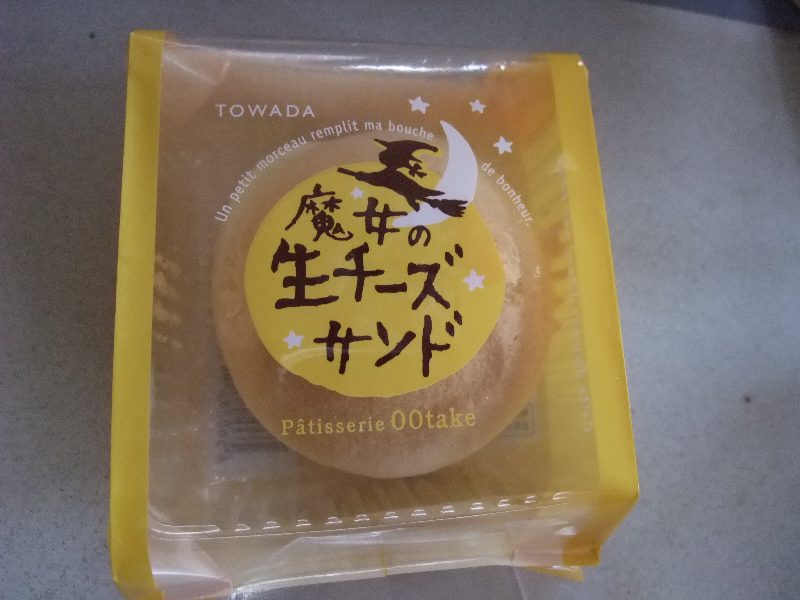 TOWADA
Un petit morceau remplit ma bouche de bonheur.
魔女の
生チーズ
サンド
Pâtisserie OOtake